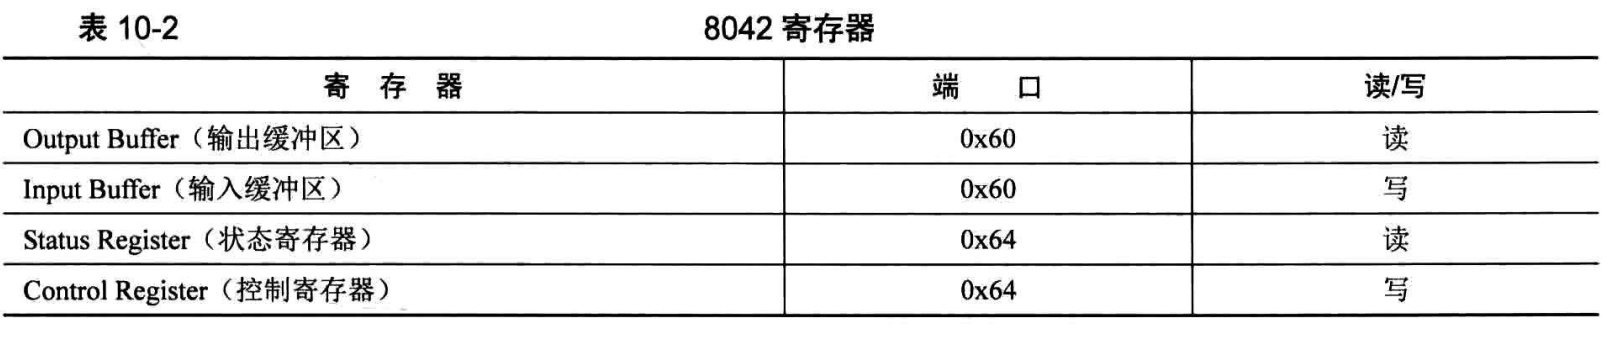 表 10-2 8042 寄存器
寄 存 器 端 口 读/写
Output Buffer（输出缓冲区） 0x60 读
Input Buffer（输入缓冲区） 0x60 写
Status Register（状态寄存器） 0x64 读
Control Register（控制寄存器） 0x64 写